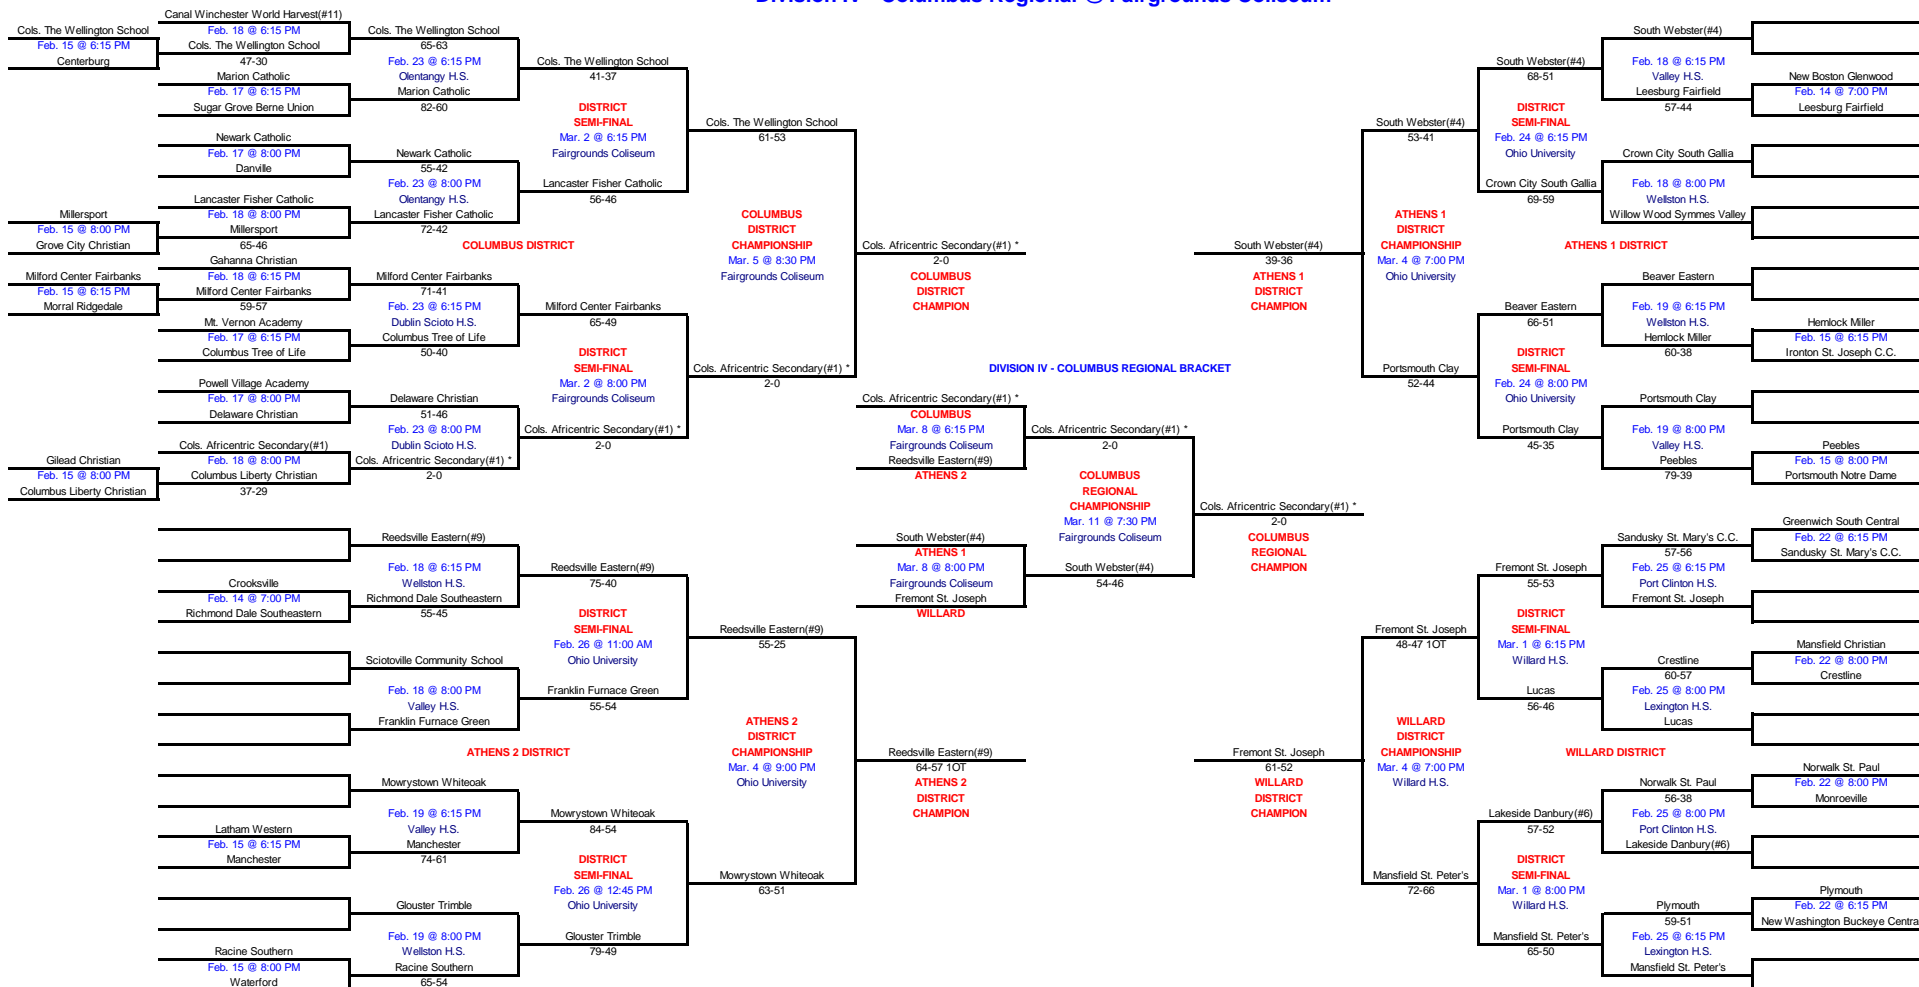 Division IV - Columbus Regional @ Fairgrounds Coliseum
Canal Winchester World Harvest(#11)
Cols. The Wellington School
Feb. 18 @ 6:15 PM
Cols. The Wellington School
Feb. 15 @ 6:15 PM
Cols. The Wellington School
65-63
Centerburg
47-30
Feb. 23 @ 6:15 PM
Cols. The Wellington School
Marion Catholic
Olentangy H.S.
41-37
Feb. 17 @ 6:15 PM
Marion Catholic
Sugar Grove Berne Union
82-60
DISTRICT
SEMI-FINAL
Cols. The Wellington School
Newark Catholic
Mar. 2 @ 6:15 PM
61-53
Feb. 17 @ 8:00 PM
Newark Catholic
Fairgrounds Coliseum
Danville
55-42
Feb. 23 @ 8:00 PM
Lancaster Fisher Catholic
Lancaster Fisher Catholic
Olentangy H.S.
56-46
Millersport
Feb. 18 @ 8:00 PM
Lancaster Fisher Catholic
COLUMBUS
Feb. 15 @ 8:00 PM
Millersport
72-42
DISTRICT
Grove City Christian
65-46
COLUMBUS DISTRICT
CHAMPIONSHIP
Cols. Africentric Secondary(#1) *
Gahanna Christian
Mar. 5 @ 8:30 PM
2-0
Milford Center Fairbanks
Feb. 18 @ 6:15 PM
Milford Center Fairbanks
Fairgrounds Coliseum
COLUMBUS
Feb. 15 @ 6:15 PM
Milford Center Fairbanks
71-41
DISTRICT
Morral Ridgedale
59-57
Feb. 23 @ 6:15 PM
Milford Center Fairbanks
CHAMPION
Mt. Vernon Academy
Dublin Scioto H.S.
65-49
Feb. 17 @ 6:15 PM
Columbus Tree of Life
Columbus Tree of Life
50-40
DISTRICT
SEMI-FINAL
Cols. Africentric Secondary(#1) *
Powell Village Academy
Mar. 2 @ 8:00 PM
2-0
Feb. 17 @ 8:00 PM
Delaware Christian
Fairgrounds Coliseum
Delaware Christian
51-46
Feb. 23 @ 8:00 PM
Cols. Africentric Secondary(#1) *
Cols. Africentric Secondary(#1)
Dublin Scioto H.S.
2-0
Gilead Christian
Feb. 18 @ 8:00 PM
Cols. Africentric Secondary(#1) *
Feb. 15 @ 8:00 PM
Columbus Liberty Christian
2-0
Columbus Liberty Christian
37-29
DIVISION IV - COLUMBUS REGIONAL BRACKET
Cols. Africentric Secondary(#1) *
COLUMBUS
Mar. 8 @ 6:15 PM
Cols. Africentric Secondary(#1) *
Fairgrounds Coliseum
2-0
Reedsville Eastern(#9)
ATHENS 2
COLUMBUS
REGIONAL
CHAMPIONSHIP
Cols. Africentric Secondary(#1) *
Mar. 11 @ 7:30 PM
2-0
South Webster(#4)
Fairgrounds Coliseum
COLUMBUS
ATHENS 1
REGIONAL
Mar. 8 @ 8:00 PM
South Webster(#4)
CHAMPION
Fairgrounds Coliseum
54-46
Fremont St. Joseph
WILLARD
Reedsville Eastern(#9)
Feb. 18 @ 6:15 PM
Reedsville Eastern(#9)
Crooksville
Wellston H.S.
75-40
Feb. 14 @ 7:00 PM
Richmond Dale Southeastern
Richmond Dale Southeastern
55-45
DISTRICT
SEMI-FINAL
Reedsville Eastern(#9)
Feb. 26 @ 11:00 AM
55-25
Sciotoville Community School
Ohio University
Feb. 18 @ 8:00 PM
Franklin Furnace Green
Valley H.S.
55-54
Franklin Furnace Green
ATHENS 2
DISTRICT
ATHENS 2 DISTRICT
CHAMPIONSHIP
Reedsville Eastern(#9)
Mar. 4 @ 9:00 PM
64-57 1OT
Mowrystown Whiteoak
Ohio University
ATHENS 2
DISTRICT
Feb. 19 @ 6:15 PM
Mowrystown Whiteoak
CHAMPION
Latham Western
Valley H.S.
84-54
Feb. 15 @ 6:15 PM
Manchester
Manchester
74-61
DISTRICT
SEMI-FINAL
Mowrystown Whiteoak
Feb. 26 @ 12:45 PM
63-51
Glouster Trimble
Ohio University
Feb. 19 @ 8:00 PM
Glouster Trimble
Racine Southern
Wellston H.S.
79-49
Feb. 15 @ 8:00 PM
Racine Southern
Waterford
65-54
South Webster(#4)
South Webster(#4)
Feb. 18 @ 6:15 PM
68-51
Valley H.S.
New Boston Glenwood
Leesburg Fairfield
Feb. 14 @ 7:00 PM
DISTRICT
57-44
Leesburg Fairfield
South Webster(#4)
SEMI-FINAL
53-41
Feb. 24 @ 6:15 PM
Ohio University
Crown City South Gallia
Crown City South Gallia
Feb. 18 @ 8:00 PM
69-59
Wellston H.S.
ATHENS 1
Willow Wood Symmes Valley
DISTRICT
South Webster(#4)
CHAMPIONSHIP
ATHENS 1 DISTRICT
39-36
Mar. 4 @ 7:00 PM
ATHENS 1
Ohio University
Beaver Eastern
DISTRICT
CHAMPION
Beaver Eastern
Feb. 19 @ 6:15 PM
66-51
Wellston H.S.
Hemlock Miller
Hemlock Miller
Feb. 15 @ 6:15 PM
DISTRICT
60-38
Ironton St. Joseph C.C.
Portsmouth Clay
SEMI-FINAL
52-44
Feb. 24 @ 8:00 PM
Ohio University
Portsmouth Clay
Portsmouth Clay
Feb. 19 @ 8:00 PM
45-35
Valley H.S.
Peebles
Peebles
Feb. 15 @ 8:00 PM
79-39
Portsmouth Notre Dame
Greenwich South Central
Sandusky St. Mary's C.C.
Feb. 22 @ 6:15 PM
57-56
Sandusky St. Mary's C.C.
Fremont St. Joseph
Feb. 25 @ 6:15 PM
55-53
Port Clinton H.S.
Fremont St. Joseph
DISTRICT
Fremont St. Joseph
SEMI-FINAL
48-47 1OT
Mar. 1 @ 6:15 PM
Mansfield Christian
Willard H.S.
Crestline
Feb. 22 @ 8:00 PM
60-57
Crestline
Lucas
Feb. 25 @ 8:00 PM
56-46
Lexington H.S.
WILLARD
Lucas
DISTRICT
Fremont St. Joseph
CHAMPIONSHIP
WILLARD DISTRICT
61-52
Mar. 4 @ 7:00 PM
Norwalk St. Paul
WILLARD
Willard H.S.
Norwalk St. Paul
Feb. 22 @ 8:00 PM
DISTRICT
56-38
Monroeville
CHAMPION
Lakeside Danbury(#6)
Feb. 25 @ 8:00 PM
57-52
Port Clinton H.S.
Lakeside Danbury(#6)
DISTRICT
Mansfield St. Peter's
SEMI-FINAL
72-66
Mar. 1 @ 8:00 PM
Plymouth
Willard H.S.
Plymouth
Feb. 22 @ 6:15 PM
59-51
New Washington Buckeye Centra
Mansfield St. Peter's
Feb. 25 @ 6:15 PM
65-50
Lexington H.S.
Mansfield St. Peter's